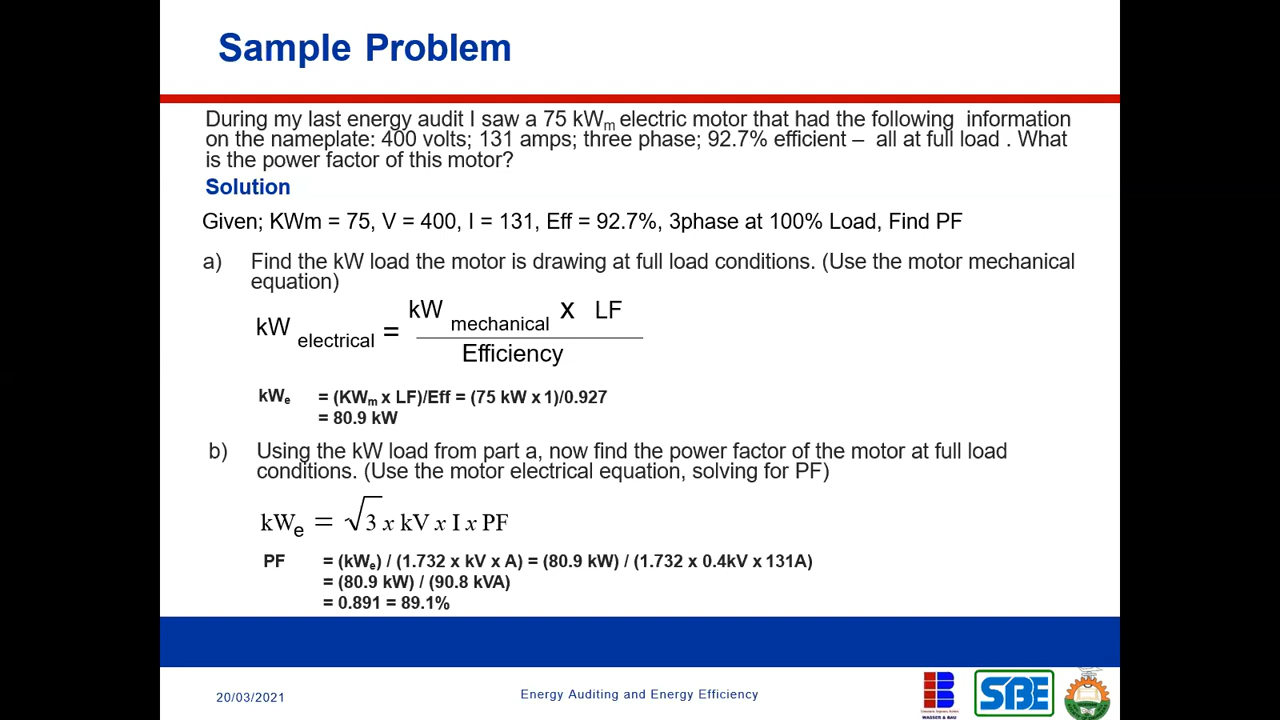 Sample Problem
During my last energy audit I saw a 75 kWm electric motor that had the following information
on the nameplate: 400 volts; 131 amps; three phase; 92.7% efficient – all at full load . What
is the power factor of this motor?
Solution
Given; KWm = 75, V = 400, I = 131, Eff = 92.7%, 3phase at 100% Load, Find PF
a) Find the kW load the motor is drawing at full load conditions. (Use the motor mechanical
equation)
kW electrical = kW mechanical x LF
Efficiency
kWe = (KWm x LF)/Eff = (75 kW x 1)/0.927
= 80.9 kW
b) Using the kW load from part a, now find the power factor of the motor at full load
conditions. (Use the motor electrical equation, solving for PF)
kWe = √3 x kV x I x PF
PF = (kWe) / (1.732 x kV x A) = (80.9 kW) / (1.732 x 0.4kV x 131A)
= (80.9 kW) / (90.8 kVA)
= 0.891 = 89.1%
20/03/2021
Energy Auditing and Energy Efficiency
WASSER & BAU
SBE